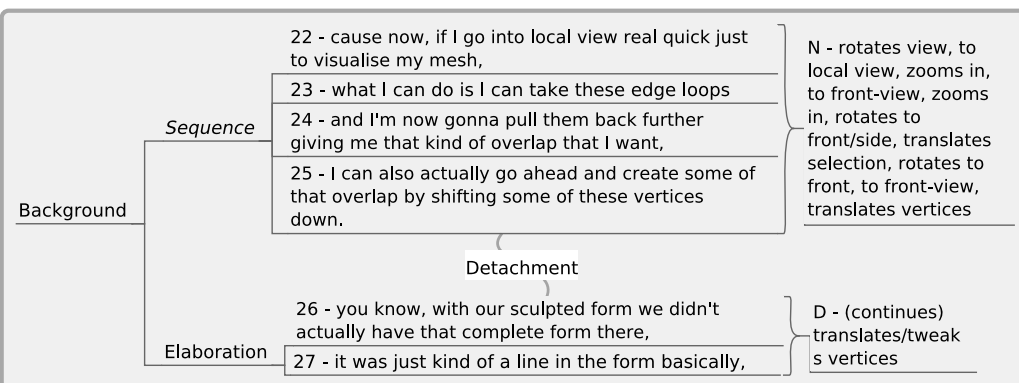 22 - cause now, if I go into local view real quick just
to visualise my mesh,
23 - what I can do is I can take these edge loops
24 - and I'm now gonna pull them back further
giving me that kind of overlap that I want,
25 - I can also actually go ahead and create some of
that overlap by shifting some of these vertices
down.
Sequence
N - rotates view, to
local view, zooms in,
to front-view, zooms
in, rotates to
front/side, translates
selection, rotates to
front, to front-view,
translates vertices
Background
Detachment
26 - you know, with our sculpted form we didn't
actually have that complete form there,
27 - it was just kind of a line in the form basically,
Elaboration
D - (continues)
translates/tweak
s vertices